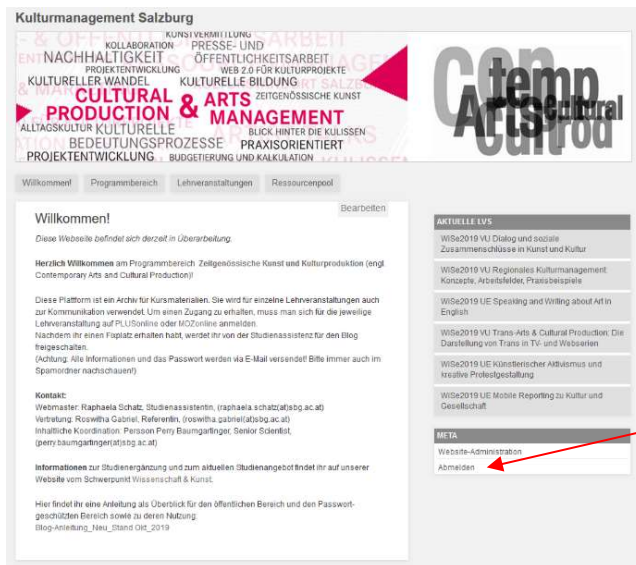 Kulturmanagement Salzburg
KUNSTVERMITTLUNG
KOLLABORATION PRESSE- UND
NACHHALTIGKEIT ÖFFENTLICHKEITSARBEIT
PROJEKTENTWICKLUNG WEB 2.0 FÜR KULTURPROJEKTE
KULTURELLER WANDEL KULTURELLE BILDUNG
CULTURAL & ARTS ZEITGENÖSSISCHE KUNST
PRODUCTION MANAGEMENT
ALLTAGSKULTUR KULTURELLE BLICK HINTER DIE KULISSEN
BEDEUTUNGSPROZESSE PRAXISORIENTIERT
PROJEKTENTWICKLUNG BUDGETIERUNG UND KALKULATION
con
temp
Arts cultural
Cult rod
Willkommen! Programmbereich Lehrveranstaltungen Ressourcenpool
Bearbeiten
Willkommen!
Diese Webseite befindet sich derzeit in Überarbeitung.
Herzlich Willkommen am Programmbereich Zeitgenössische Kunst und Kulturproduktion (engl.
Contemporary Arts and Cultural Production)!
Diese Plattform ist ein Archiv für Kursmaterialien. Sie wird für einzelne Lehrveranstaltungen auch
zur Kommunikation verwendet. Um einen Zugang zu erhalten, muss man sich für die jeweilige
Lehrveranstaltung auf PLUSonline oder MOZonline anmelden.
Nachdem ihr einen Fixplatz erhalten habt, werdet ihr von der Studienassistenz für den Blog
freigeschalten.
(Achtung: Alle Informationen und das Passwort werden via E-Mail versendet! Bitte immer auch im
Spamordner nachschauen!)
Kontakt:
Webmaster: Raphaela Schatz, Studienassistentin, (raphaela.schatz(at)sbg.ac.at)
Vertretung: Roswitha Gabriel, Referentin, (roswitha.gabriel(at)sbg.ac.at)
Inhaltliche Koordination: Persson Perry Baumgartinger, Senior Scientist,
(perry.baumgartinger(at)sbg.ac.at)
Informationen zur Studienergänzung und zum aktuellen Studienangebot findet ihr auf unserer
Website vom Schwerpunkt Wissenschaft & Kunst.
Hier findet ihr eine Anleitung als Überblick für den öffentlichen Bereich und den Passwort-
geschützten Bereich sowie zu deren Nutzung:
Blog-Anleitung_Neu_Stand Okt_2019
AKTUELLE LVS
WiSe2019 VU Dialog und soziale
Zusammenschlüsse in Kunst und Kultur
WiSe2019 VU Regionales Kulturmanagement:
Konzepte, Arbeitsfelder, Praxisbeispiele
WiSe2019 UE Speaking and Writing about Art in
English
WiSe2019 VU Trans-Arts & Cultural Production: Die
Darstellung von Trans in TV- und Webserien
WiSe2019 UE Künstlerischer Aktivismus und
kreative Protestgestaltung
WiSe2019 UE Mobile Reporting zu Kultur und
Gesellschaft
META
Website-Administration
Abmelden